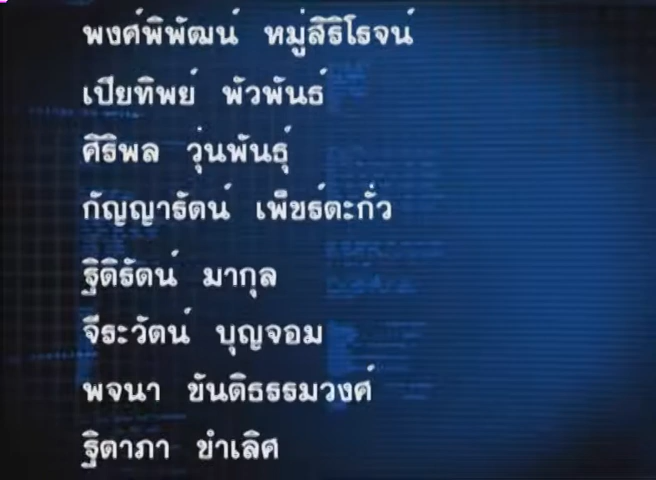 พงศ์พิพัฒน์ หมู่สิริโรจน์
เปียทิพย์ พัวพันธ์
ศิริพล วุ่นพันธุ์
กัญญารัตน์ เพ็ชร์ตะกั่ว
ฐิติรัตน์ มากุล
จีระวัตน์ บุญจอม
พจนา ขันติธรรมวงศ์
ฐิตาภา ขำเลิศ